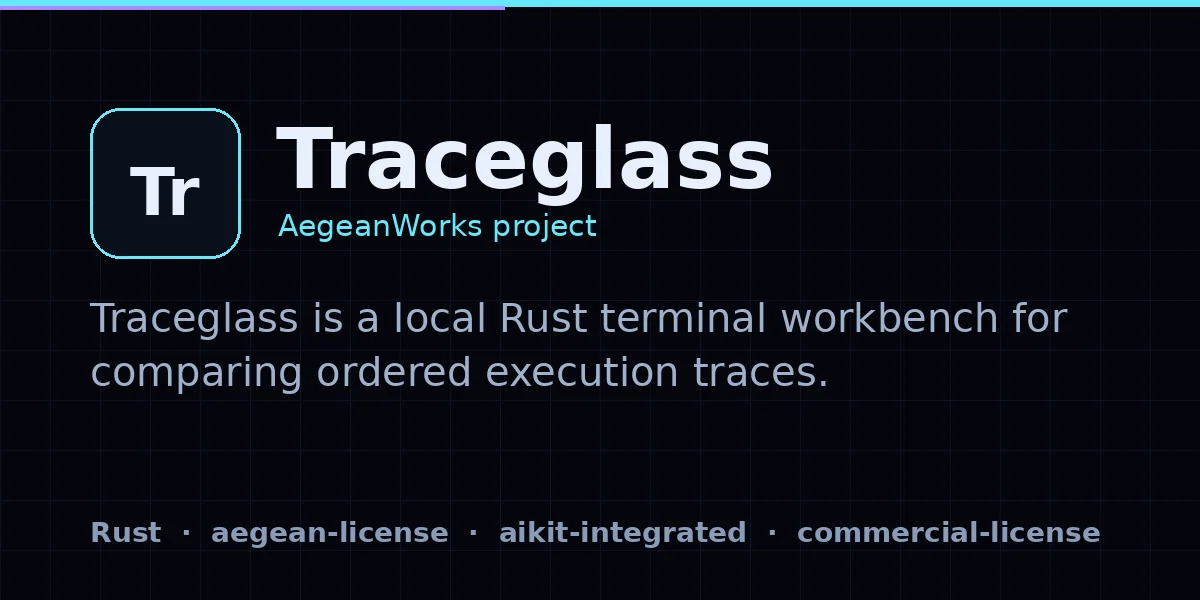 Tr
Traceglass
AegeanWorks project
Traceglass is a local Rust terminal workbench for
comparing ordered execution traces.
Rust · aegean-license · aikit-integrated · commercial-license